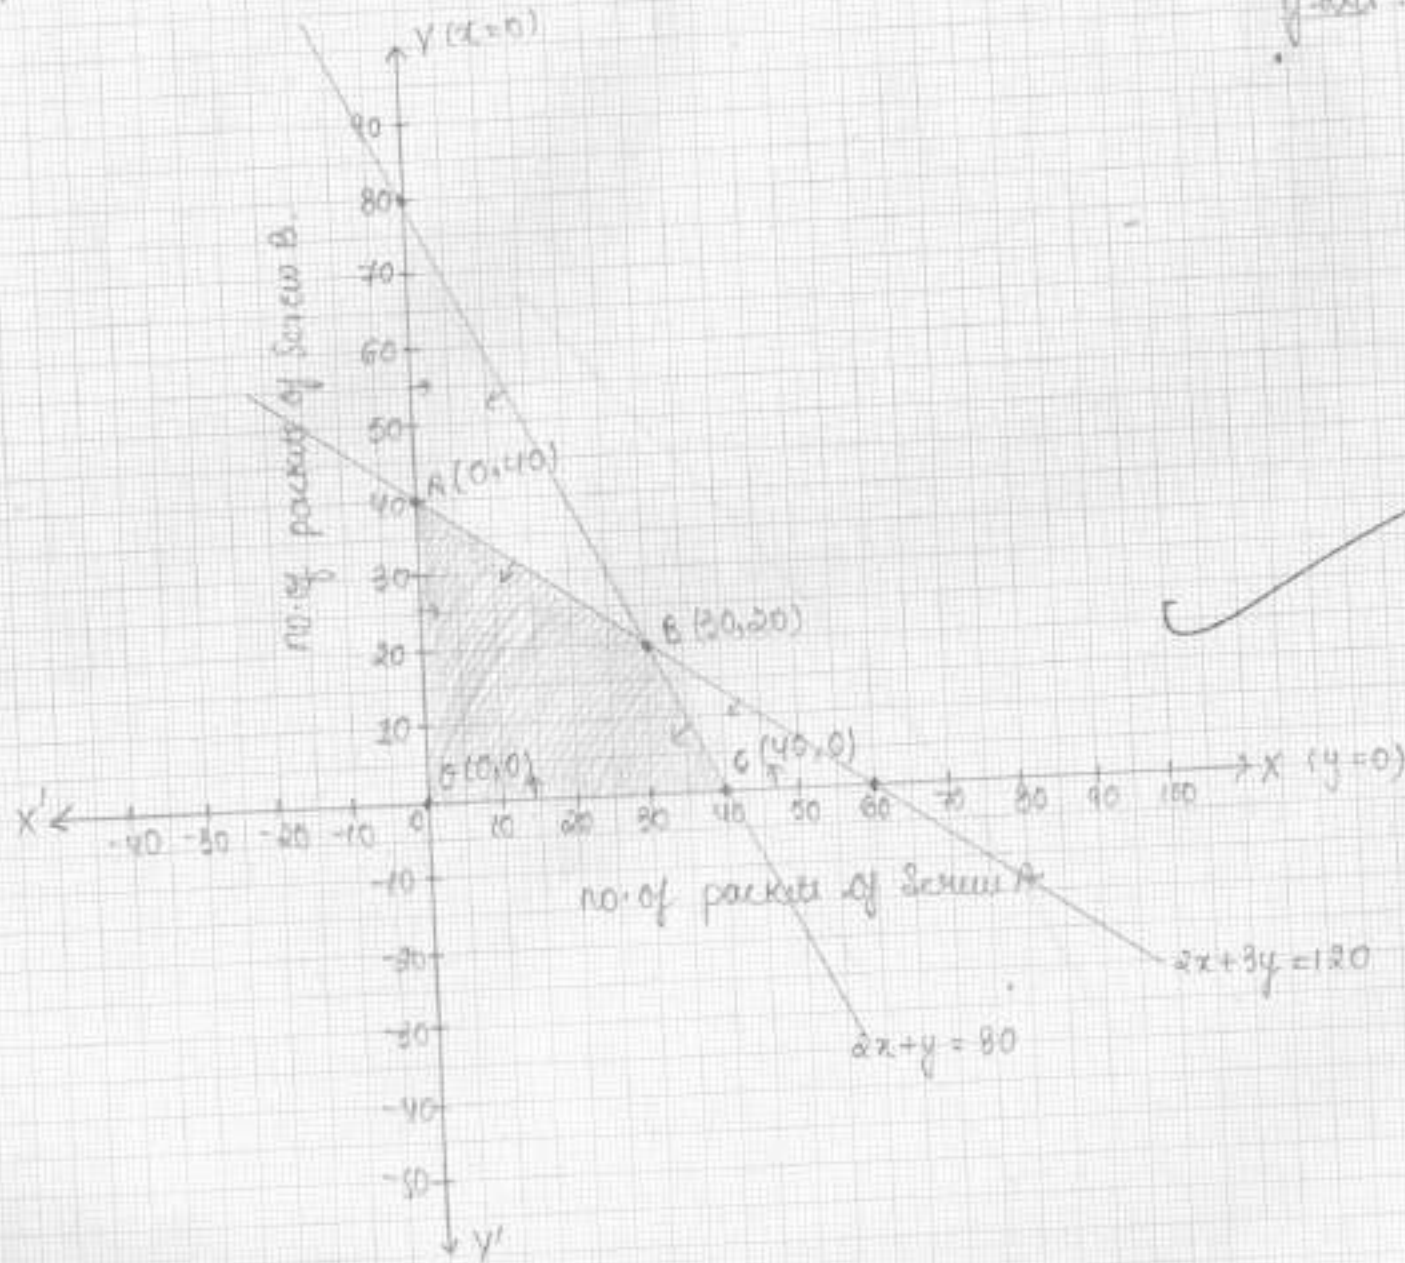 Y (x=0)
90
80
70
60
50
40
30
20
10
no. of packets of Screw B.
A (0,40)
B (30,20)
O (0,0)
C (40,0)
X (y=0)
X'
-40 -30 -20 -10 0 10 20 30 40 50 60 70 80 90 100
no. of packets of Screw A
-10
-20
-30
-40
-50
2x+3y=120
2x+y=80
Y'